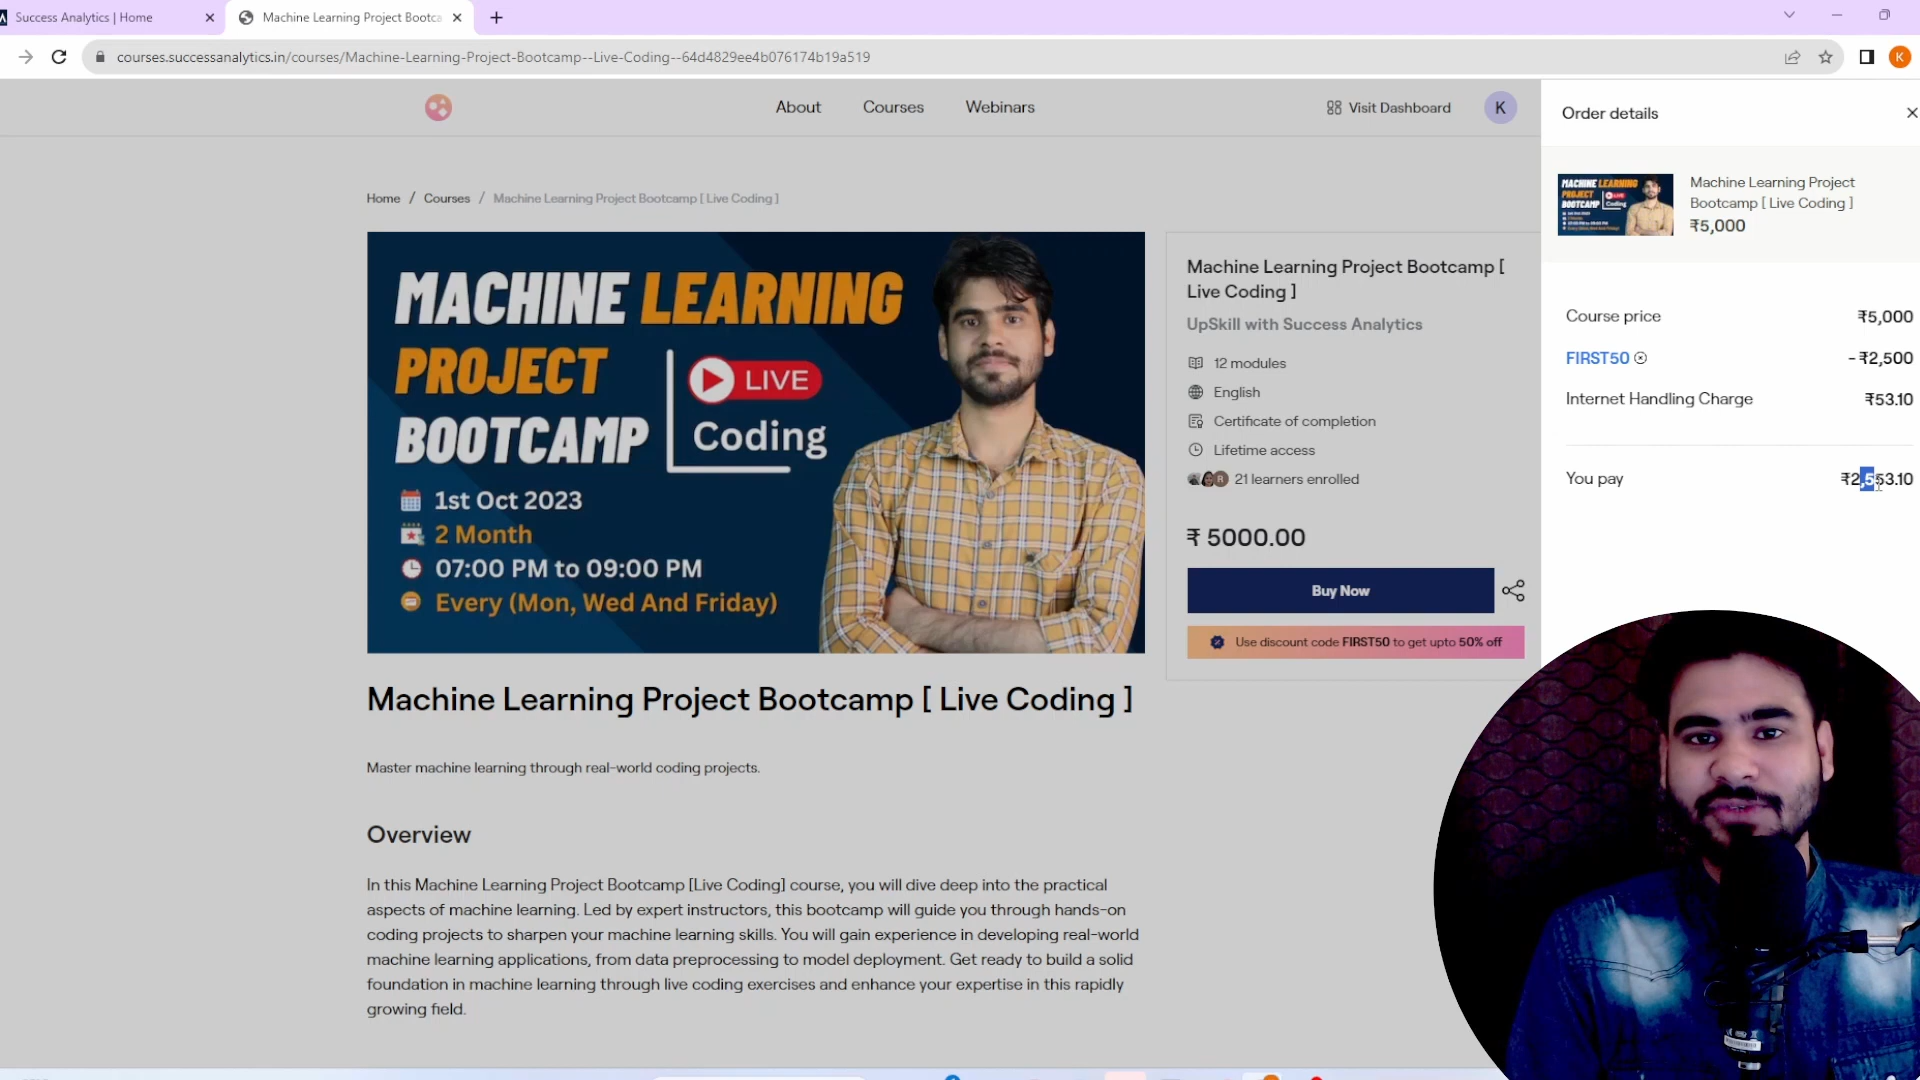 Success Analytics | Home
Machine Learning Project Bootca
courses.successanalytics.in/courses/Machine-Learning-Project-Bootcamp--Live-Coding--64d4829ee4b076174b19a519
K
About
Courses
Webinars
Visit Dashboard
K
Home / Courses / Machine Learning Project Bootcamp [ Live Coding ]
MACHINE LEARNING
PROJECT
BOOTCAMP
LIVE
Coding
1st Oct 2023
2 Month
07:00 PM to 09:00 PM
Every (Mon, Wed And Friday)
Machine Learning Project Bootcamp [
Live Coding ]
UpSkill with Success Analytics
12 modules
English
Certificate of completion
Lifetime access
R
21 learners enrolled
₹ 5000.00
Buy Now
Use discount code FIRST50 to get upto 50% off
Machine Learning Project Bootcamp [ Live Coding ]
Master machine learning through real-world coding projects.
Overview
In this Machine Learning Project Bootcamp [Live Coding] course, you will dive deep into the practical
aspects of machine learning. Led by expert instructors, this bootcamp will guide you through hands-on
coding projects to sharpen your machine learning skills. You will gain experience in developing real-world
machine learning applications, from data preprocessing to model deployment. Get ready to build a solid
foundation in machine learning through live coding exercises and enhance your expertise in this rapidly
growing field.
Order details
MACHINE LEARNING
PROJECT
BOOTCAMP
Coding
Machine Learning Project
Bootcamp [ Live Coding ]
₹5,000
Course price ₹5,000
FIRST50 - ₹2,500
Internet Handling Charge ₹53.10
You pay ₹2,553.10